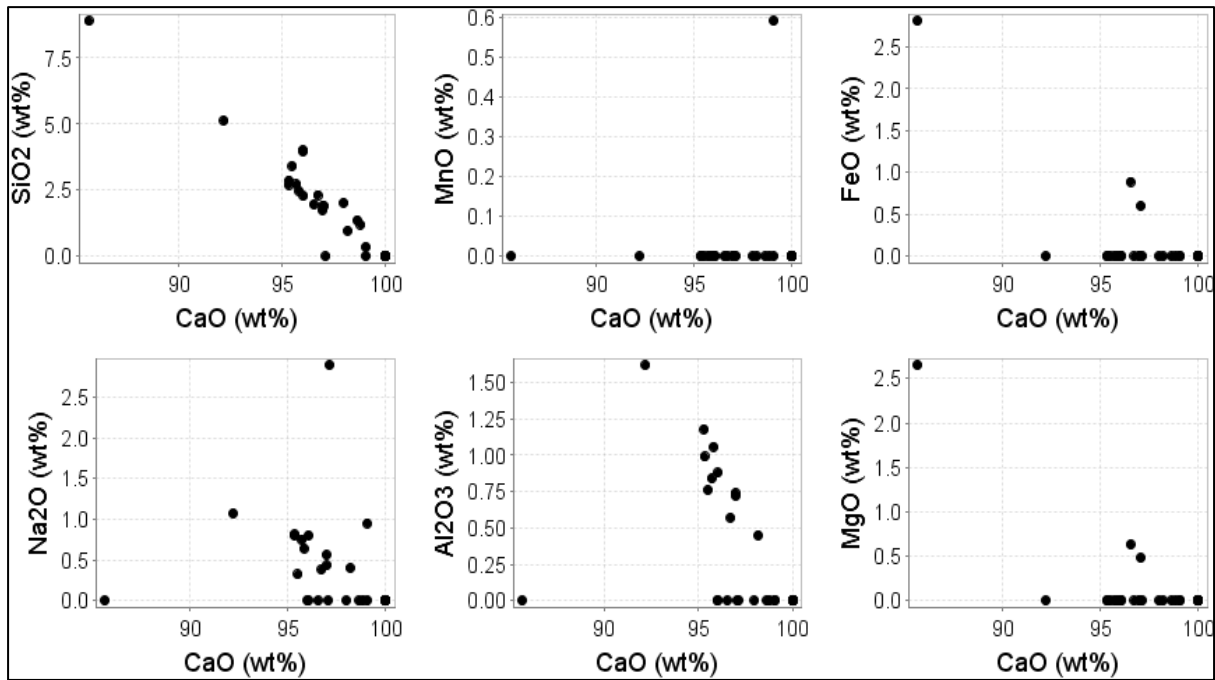 SiO2 (wt%)
7.5
5.0
2.5
0.0
90 95 100
CaO (wt%)
MnO (wt%)
0.6
0.5
0.4
0.3
0.2
0.1
0.0
90 95 100
CaO (wt%)
FeO (wt%)
2.5
2.0
1.5
1.0
0.5
0.0
90 95 100
CaO (wt%)
Na2O (wt%)
2.5
2.0
1.5
1.0
0.5
0.0
90 95 100
CaO (wt%)
Al2O3 (wt%)
1.50
1.25
1.00
0.75
0.50
0.25
0.00
90 95 100
CaO (wt%)
MgO (wt%)
2.5
2.0
1.5
1.0
0.5
0.0
90 95 100
CaO (wt%)